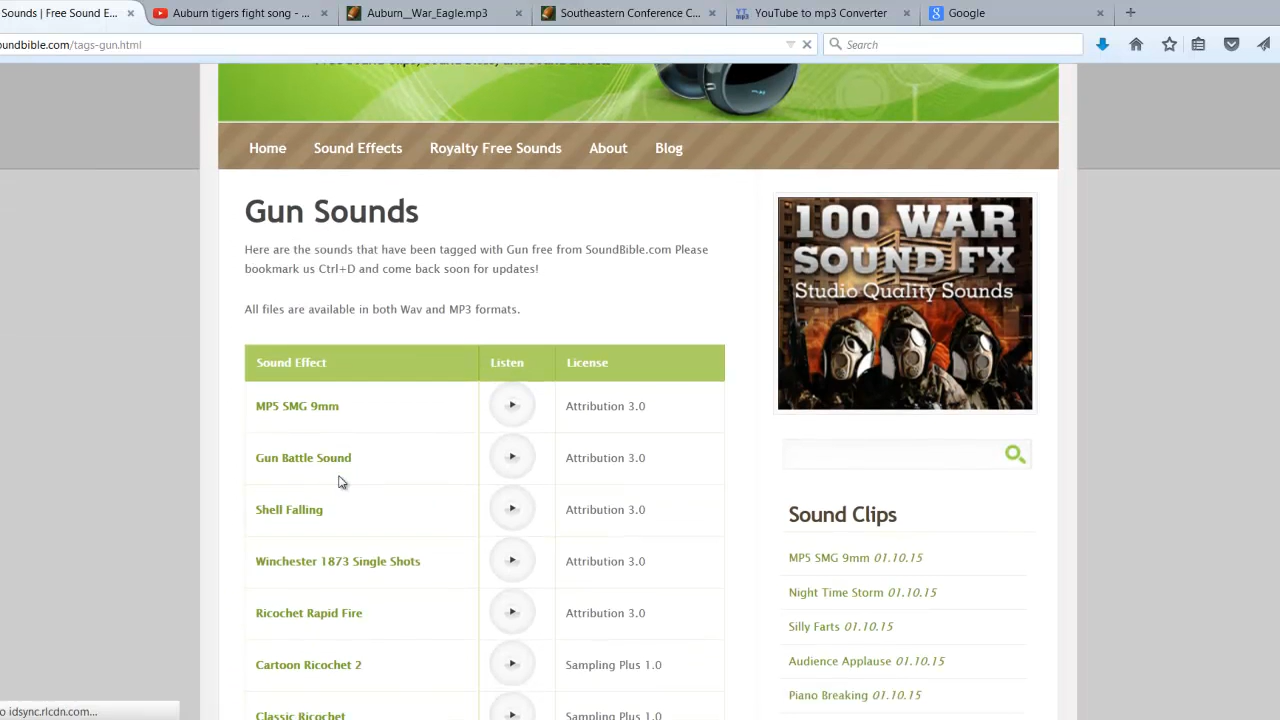 Sounds | Free Sound E...
Auburn tigers fight song - ...
Auburn__War_Eagle.mp3
Southeastern Conference C...
YouTube to mp3 Converter
Google
oundbible.com/tags-gun.html
Search
Home
Sound Effects
Royalty Free Sounds
About
Blog
Gun Sounds
Here are the sounds that have been tagged with Gun free from SoundBible.com Please
bookmark us Ctrl+D and come back soon for updates!
All files are available in both Wav and MP3 formats.
Sound Effect Listen License
MP5 SMG 9mm Attribution 3.0
Gun Battle Sound Attribution 3.0
Shell Falling Attribution 3.0
Winchester 1873 Single Shots Attribution 3.0
Ricochet Rapid Fire Attribution 3.0
Cartoon Ricochet 2 Sampling Plus 1.0
Classic Ricochet Sampling Plus 1.0
100 WAR
SOUND FX
Studio Quality Sounds
Sound Clips
MP5 SMG 9mm 01.10.15
Night Time Storm 01.10.15
Silly Farts 01.10.15
Audience Applause 01.10.15
Piano Breaking 01.10.15
o idsync.rlcdn.com...